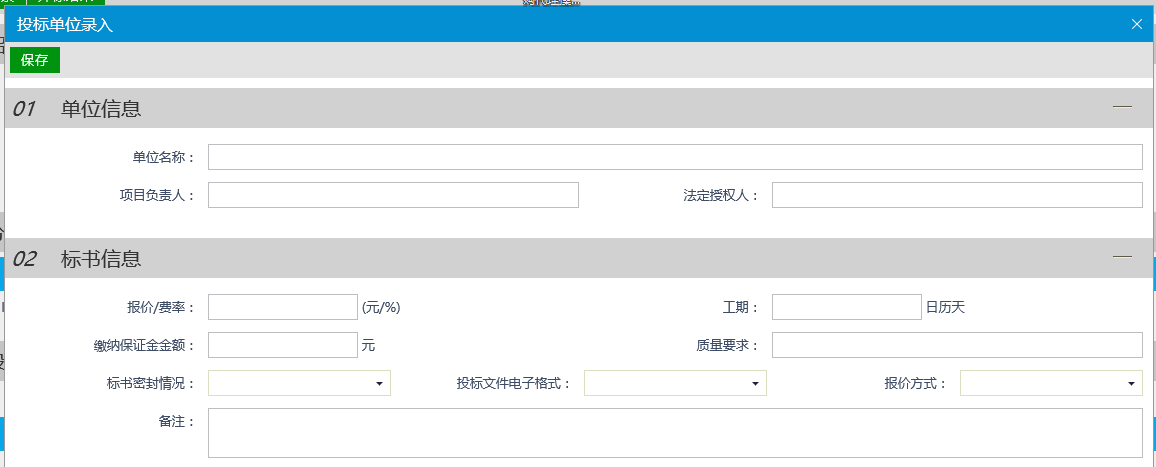 投标单位录入
保存
01 单位信息
单位名称：
项目负责人： 法定授权人：
02 标书信息
报价/费率： (元/%) 工期： 日历天
缴纳保证金金额： 元 质量要求：
标书密封情况： 投标文件电子格式： 报价方式：
备注：